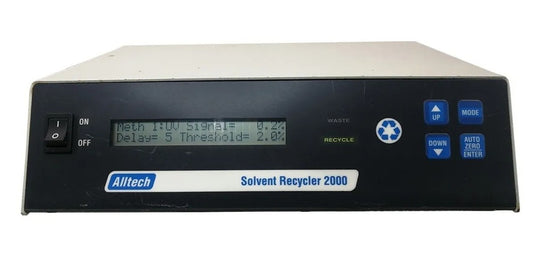 ON
OFF
Meth 1:UV Signal= 0.2%
Delay= 5 Threshold= 2.0%
WASTE
RECYCLE
UP
MODE
DOWN
AUTO
ZERO
ENTER
Alltech
Solvent Recycler 2000